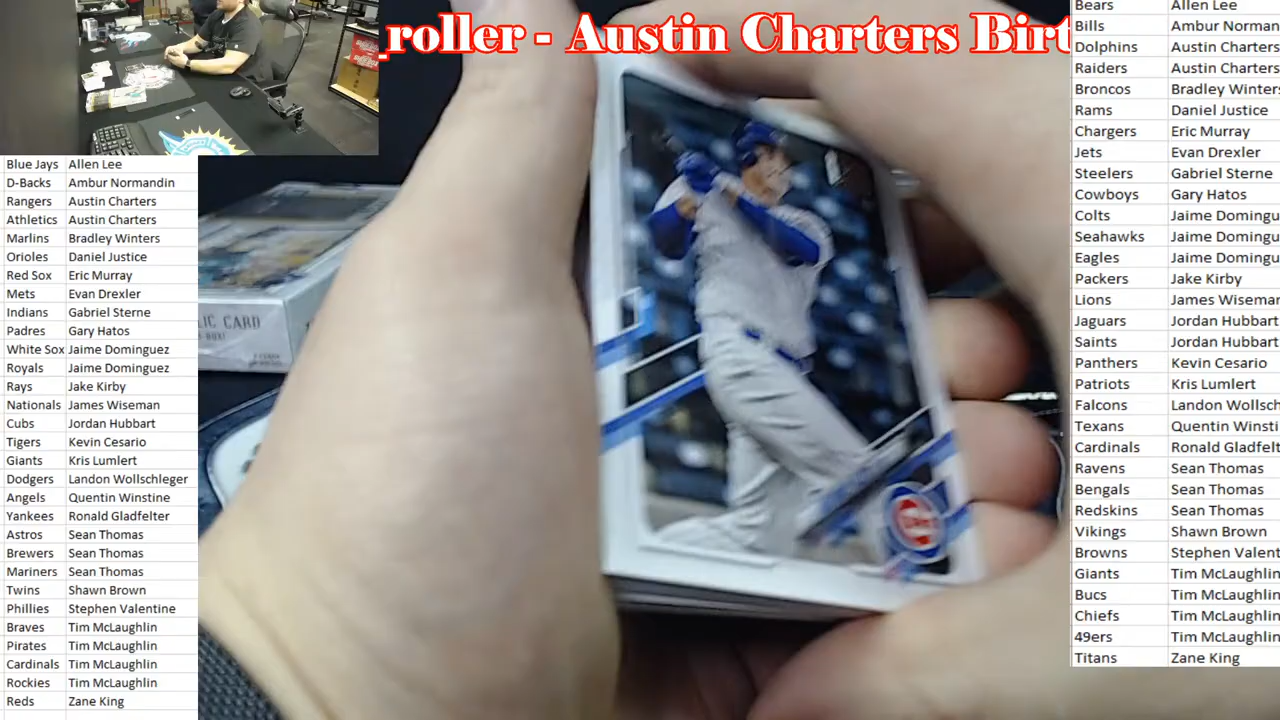 _roller - Austin Charters Birt
Blue Jays Allen Lee
D-Backs Ambur Normandin
Rangers Austin Charters
Athletics Austin Charters
Marlins Bradley Winters
Orioles Daniel Justice
Red Sox Eric Murray
Mets Evan Drexler
Indians Gabriel Sterne
Padres Gary Hatos
White Sox Jaime Dominguez
Royals Jaime Dominguez
Rays Jake Kirby
Nationals James Wiseman
Cubs Jordan Hubbart
Tigers Kevin Cesario
Giants Kris Lumlert
Dodgers Landon Wollschleger
Angels Quentin Winstine
Yankees Ronald Gladfelter
Astros Sean Thomas
Brewers Sean Thomas
Mariners Sean Thomas
Twins Shawn Brown
Phillies Stephen Valentine
Braves Tim McLaughlin
Pirates Tim McLaughlin
Cardinals Tim McLaughlin
Rockies Tim McLaughlin
Reds Zane King
LIC CARD
Bears Allen Lee
Bills Ambur Norman
Dolphins Austin Charters
Raiders Austin Charters
Broncos Bradley Winters
Rams Daniel Justice
Chargers Eric Murray
Jets Evan Drexler
Steelers Gabriel Sterne
Cowboys Gary Hatos
Colts Jaime Domingu
Seahawks Jaime Domingu
Eagles Jaime Domingu
Packers Jake Kirby
Lions James Wiseman
Jaguars Jordan Hubbart
Saints Jordan Hubbart
Panthers Kevin Cesario
Patriots Kris Lumlert
Falcons Landon Wollsch
Texans Quentin Winsti
Cardinals Ronald Gladfelt
Ravens Sean Thomas
Bengals Sean Thomas
Redskins Sean Thomas
Vikings Shawn Brown
Browns Stephen Valent
Giants Tim McLaughlin
Bucs Tim McLaughlin
Chiefs Tim McLaughlin
49ers Tim McLaughlin
Titans Zane King